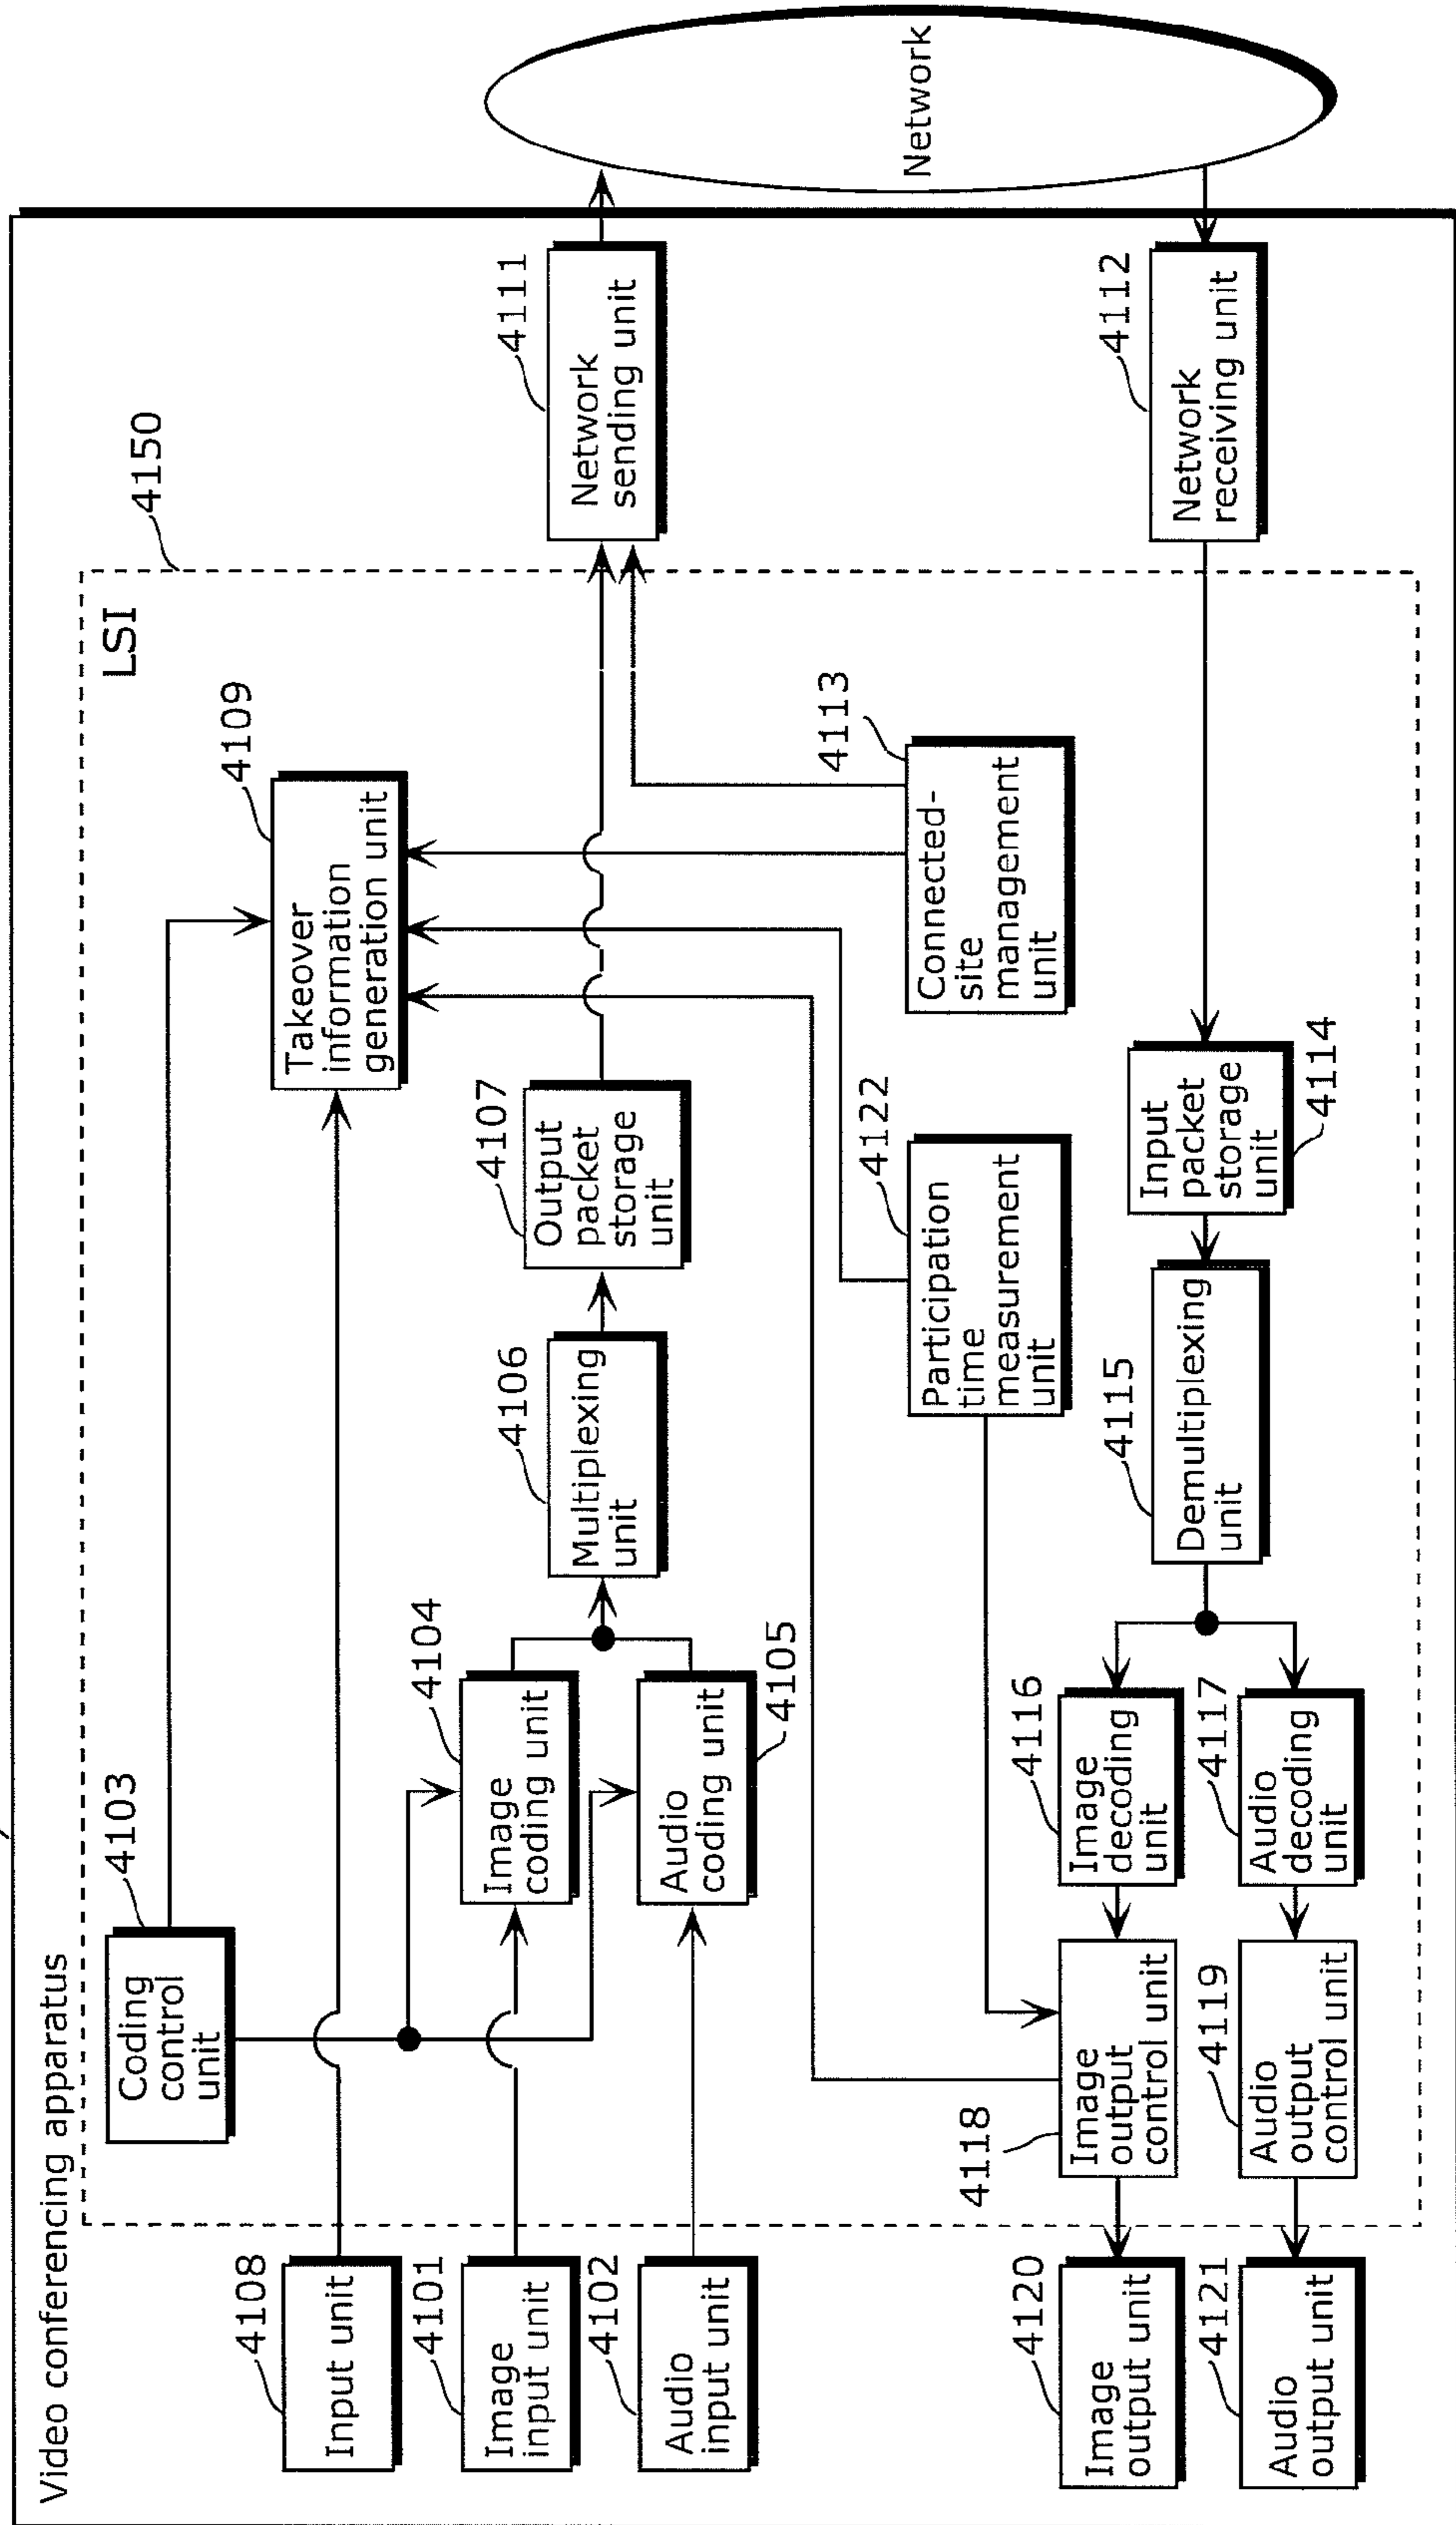 Video conferencing apparatus
4150
LSI
4103
Coding
control
unit
4109
Takeover
information
generation unit
4108
Input unit
4101
Image
input unit
4102
Audio
input unit
4104
Image
coding unit
4105
Audio
coding unit
4106
Multiplexing
unit
4107
Output
packet
storage
unit
4111
Network
sending unit
Network
4113
Connected-
site
management
unit
4122
Participation
time
measurement
unit
4112
Network
receiving unit
4114
Input
packet
storage
unit
4115
Demultiplexing
unit
4116
Image
decoding
unit
4117
Audio
decoding
unit
4118
Image
output
control unit
4119
Audio
output
control unit
4120
Image
output unit
4121
Audio
output unit